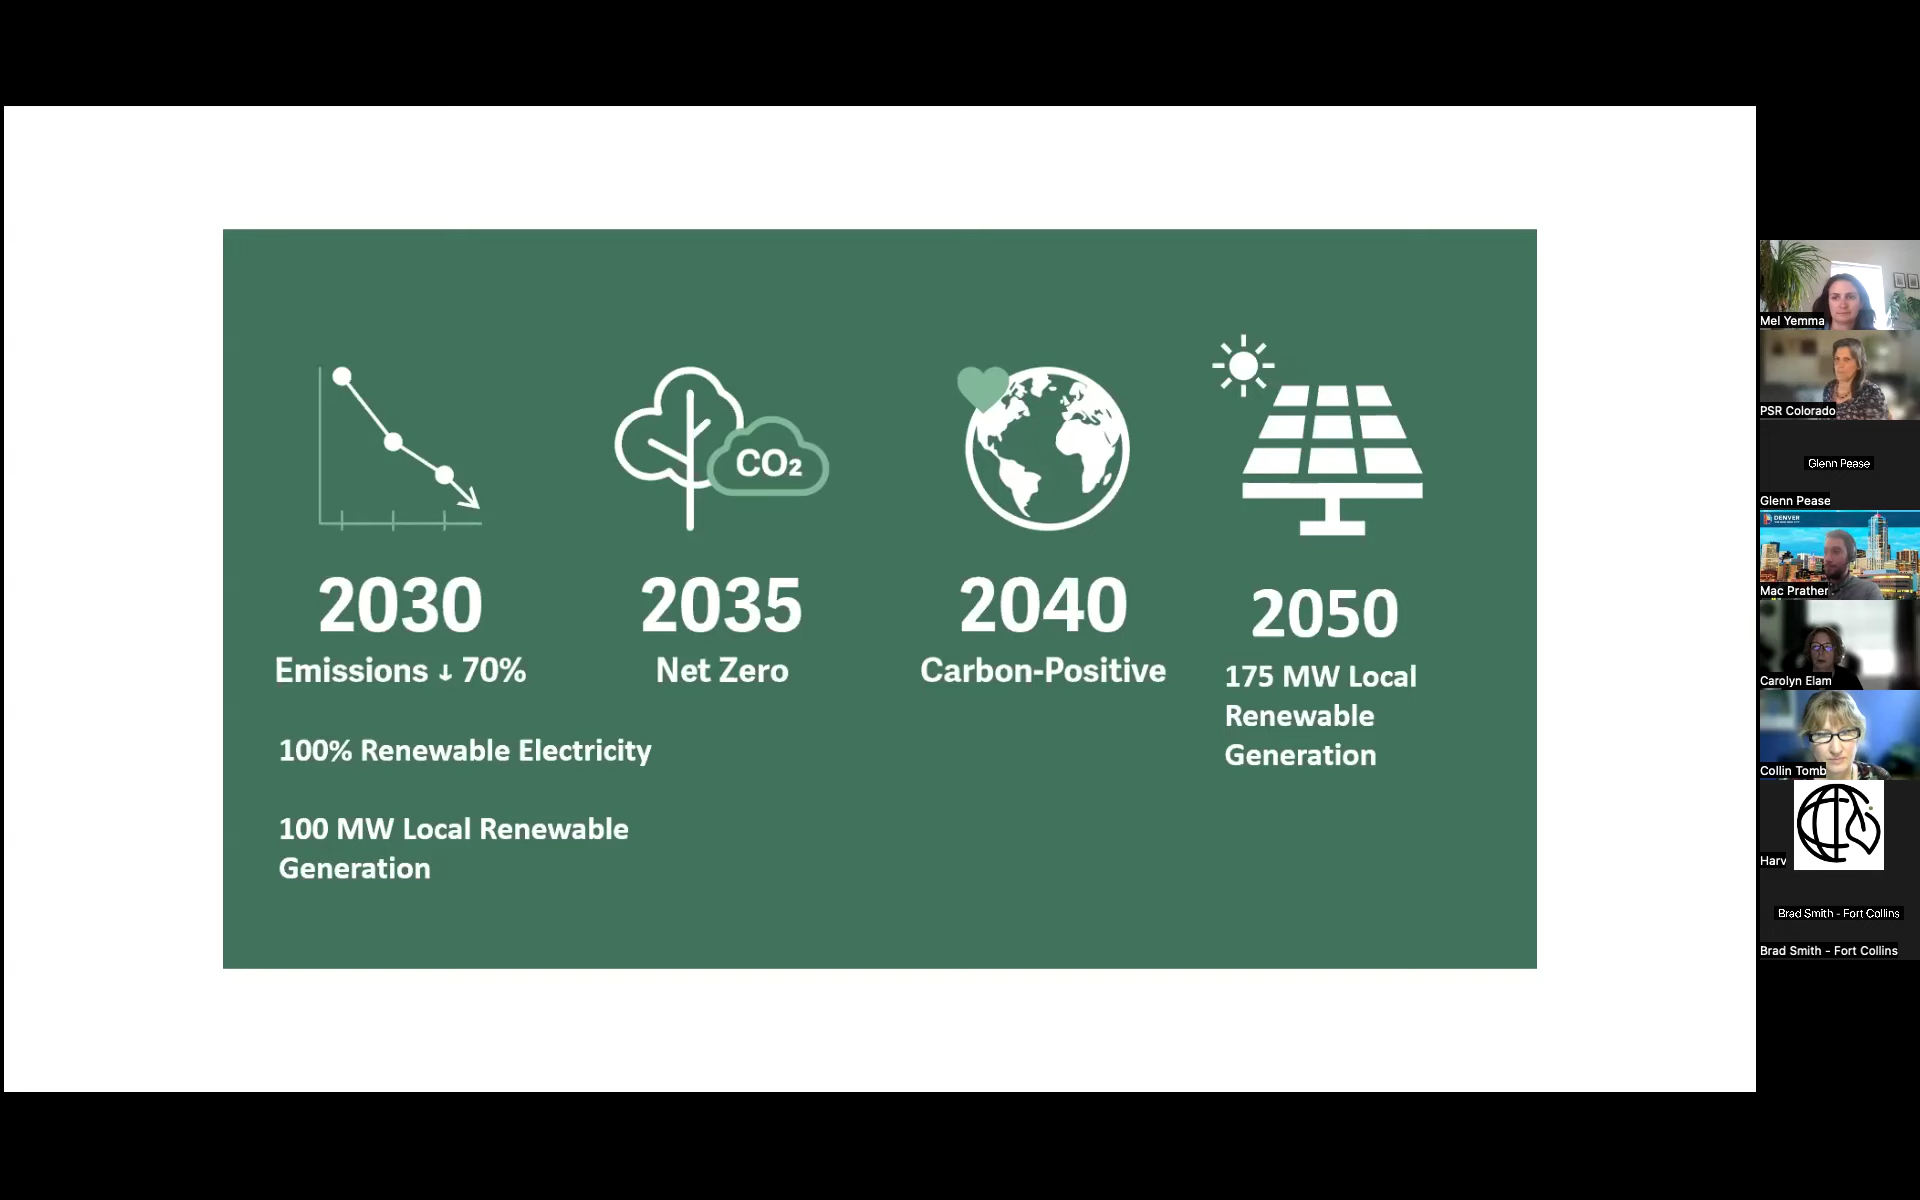 CO₂
2030
Emissions ↓ 70%
100% Renewable Electricity
100 MW Local Renewable
Generation
2035
Net Zero
2040
Carbon-Positive
2050
175 MW Local
Renewable
Generation
Mel Yemma
PSR Colorado
Glenn Pease
Glenn Pease
DENVER
Mac Prather
Carolyn Elam
Collin Tomb
Harv
Brad Smith - Fort Collins
Brad Smith - Fort Collins